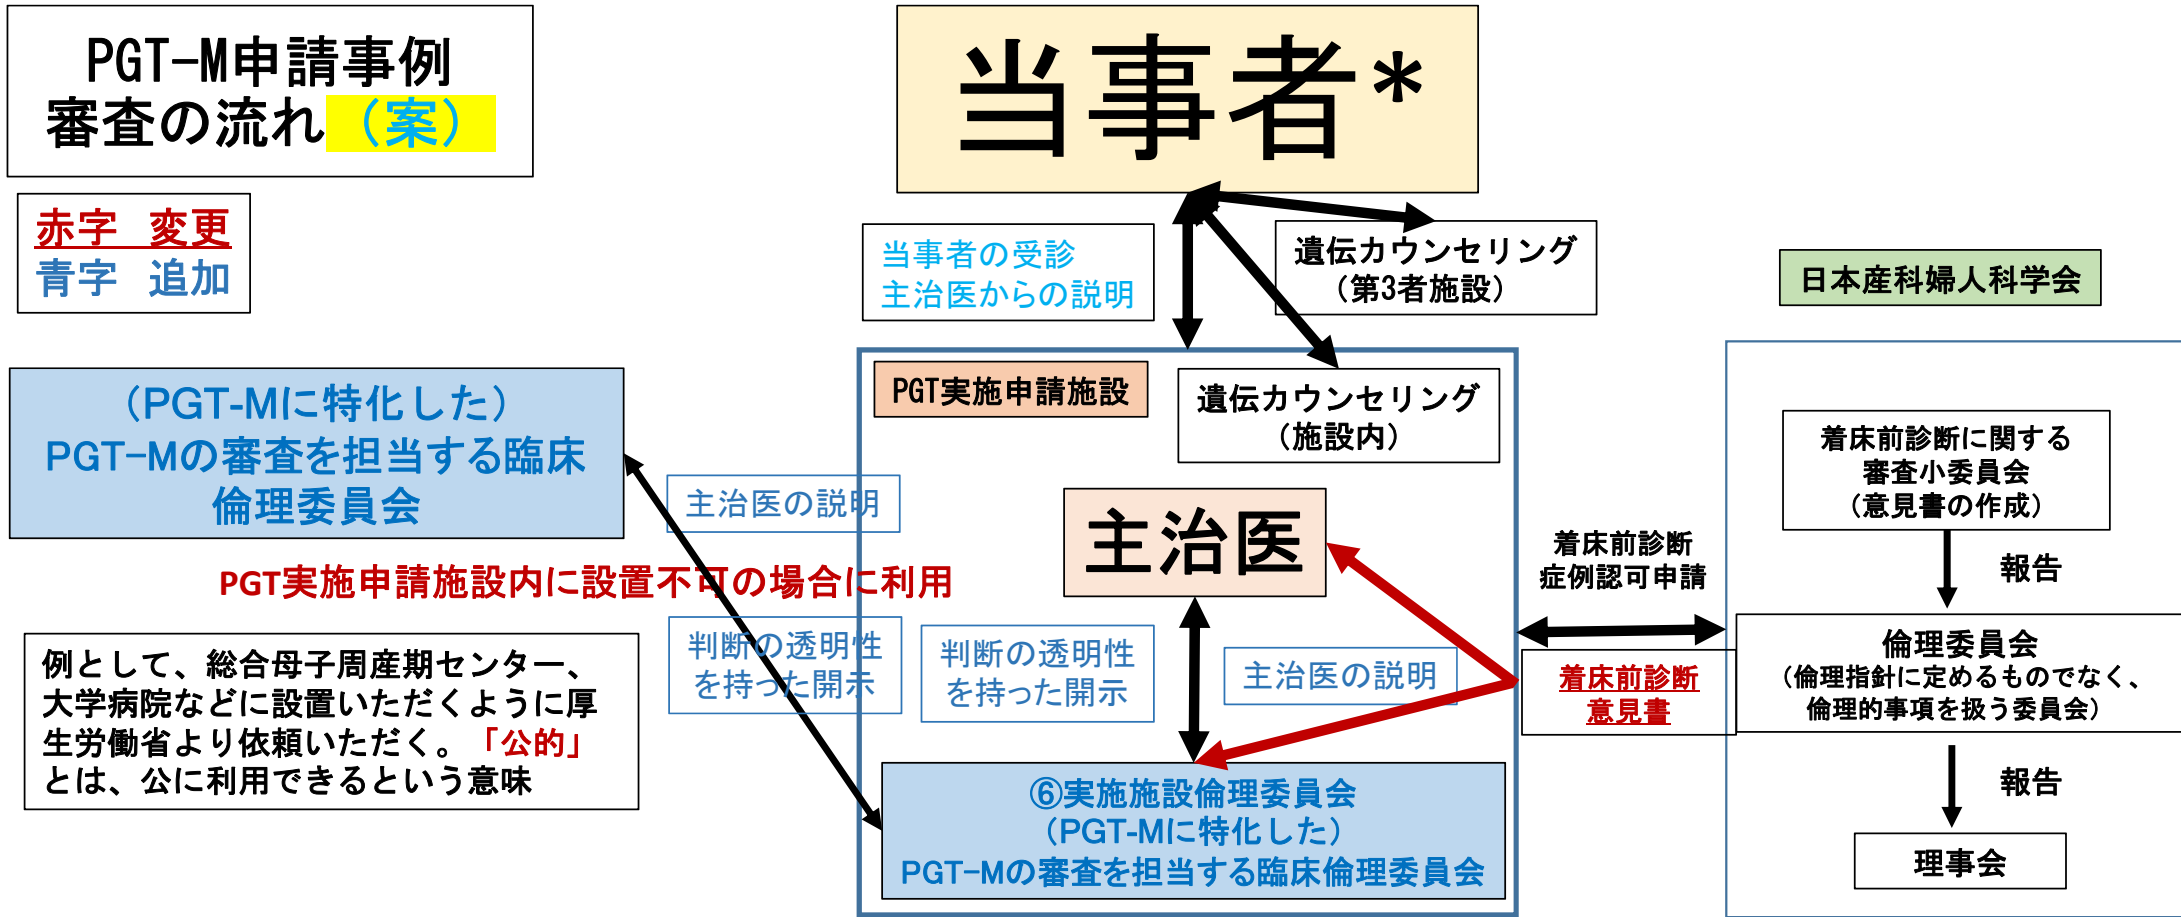 PGT-M申請事例
審査の流れ（案）
赤字　変更
青字　追加
当事者*
当事者の受診
主治医からの説明
遺伝カウンセリング
（第3者施設）
日本産科婦人科学会
（PGT-Mに特化した）
PGT-Mの審査を担当する臨床
倫理委員会
PGT実施申請施設
遺伝カウンセリング
（施設内）
着床前診断に関する
審査小委員会
（意見書の作成）
主治医の説明
主治医
着床前診断
症例認可申請
報告
PGT実施申請施設内に設置不可の場合に利用
判断の透明性
を持った開示
判断の透明性
を持った開示
主治医の説明
着床前診断
意見書
倫理委員会
（倫理指針に定めるものでなく、
倫理的事項を扱う委員会）
例として、総合母子周産期センター、
大学病院などに設置いただくように厚
生労働省より依頼いただく。「公的」
とは、公に利用できるという意味
報告
⑥実施施設倫理委員会
（PGT-Mに特化した）
PGT-Mの審査を担当する臨床倫理委員会
理事会